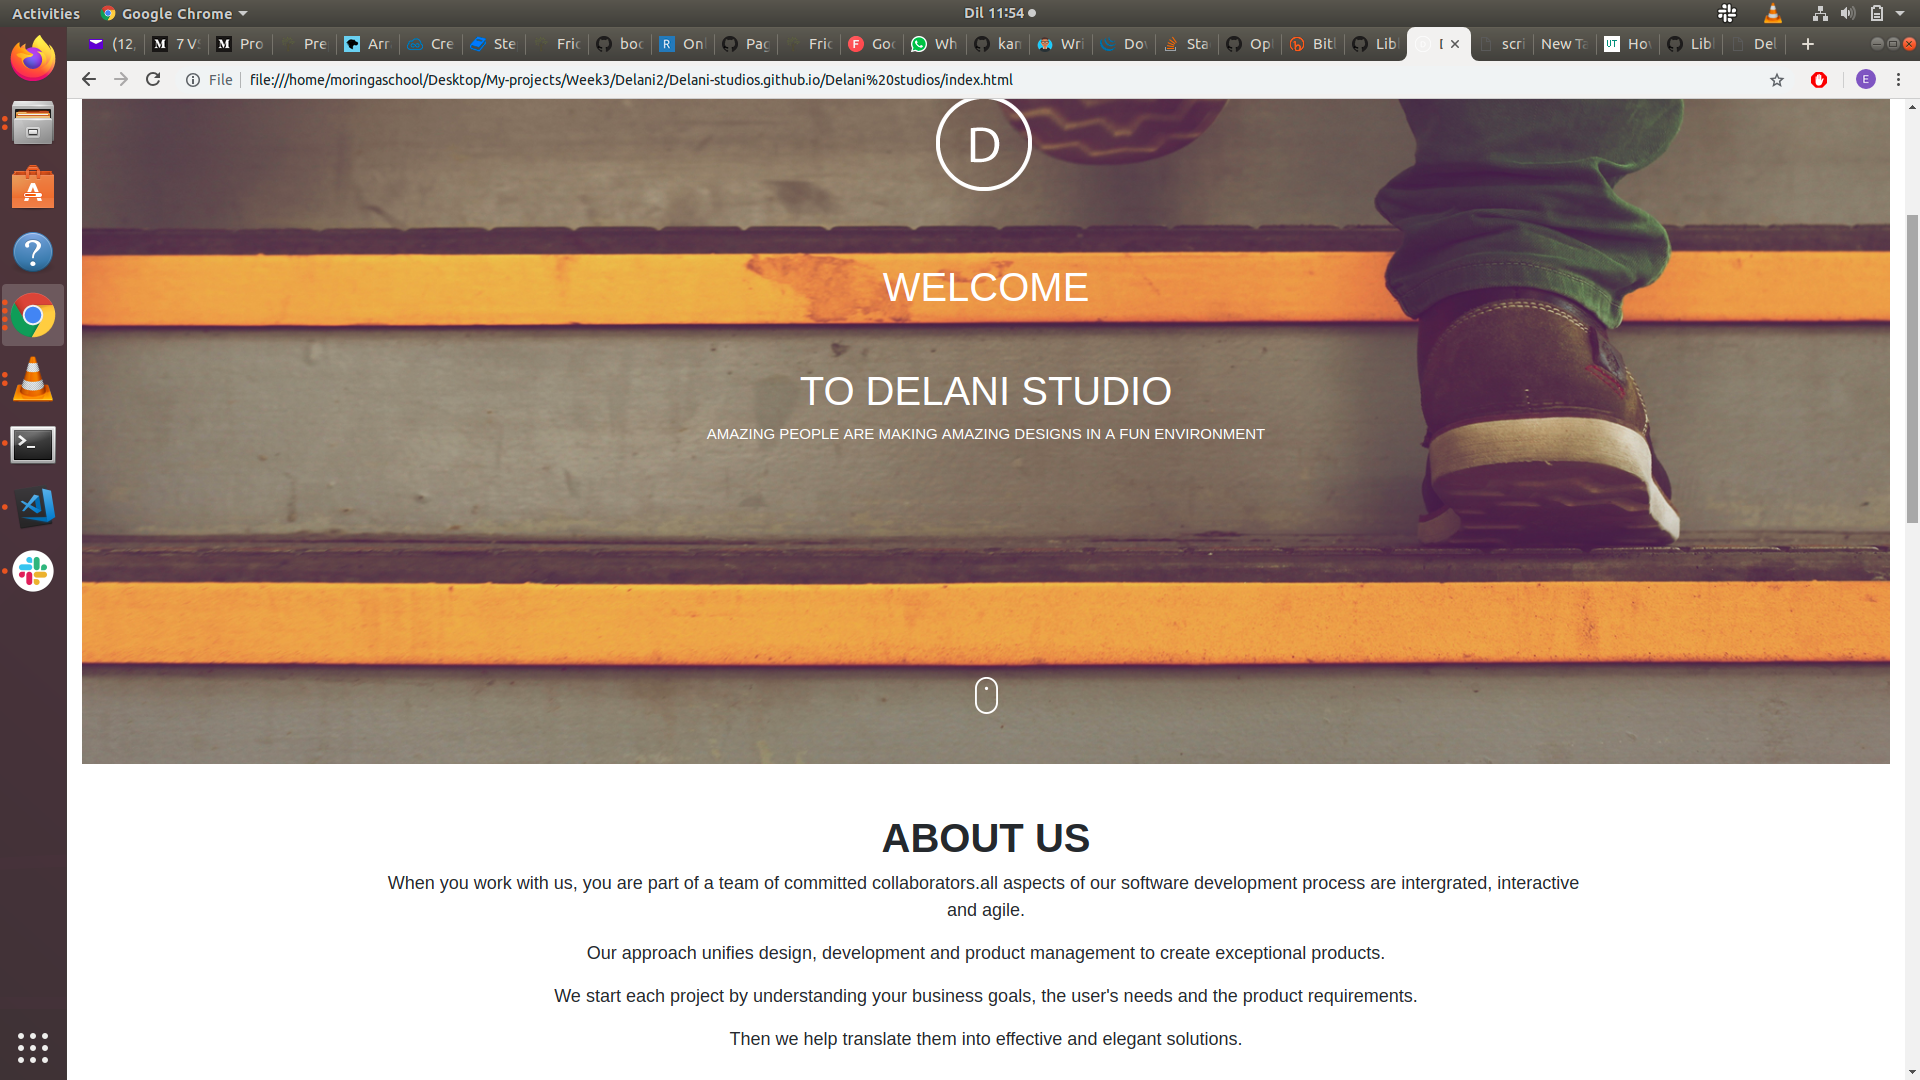 Activities Google Chrome Dil 11:54
(12, 7 V Pro Pre Arr Cre Ste Fric boo Onl Pag Fric Goo Wh kan Wri Dov Sta Opl Bitl Lib scri New Ta Hov Libl Del
File file:///home/moringaschool/Desktop/My-projects/Week3/Delani2/Delani-studios.github.io/Delani%20studios/index.html E
D
WELCOME
TO DELANI STUDIO
AMAZING PEOPLE ARE MAKING AMAZING DESIGNS IN A FUN ENVIRONMENT
ABOUT US
When you work with us, you are part of a team of committed collaborators.all aspects of our software development process are intergrated, interactive
and agile.
Our approach unifies design, development and product management to create exceptional products.
We start each project by understanding your business goals, the user's needs and the product requirements.
Then we help translate them into effective and elegant solutions.